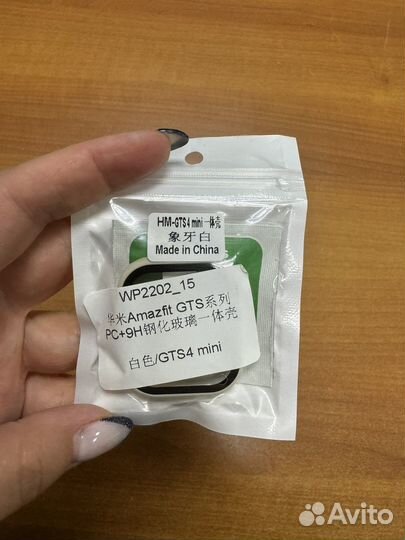 HM-GTS4 mini 一体壳
象牙白
Made in China
WP2202_15
华米Amazfit GTS系列
PC+9H钢化玻璃一体壳
白色/GTS4 mini
Avito